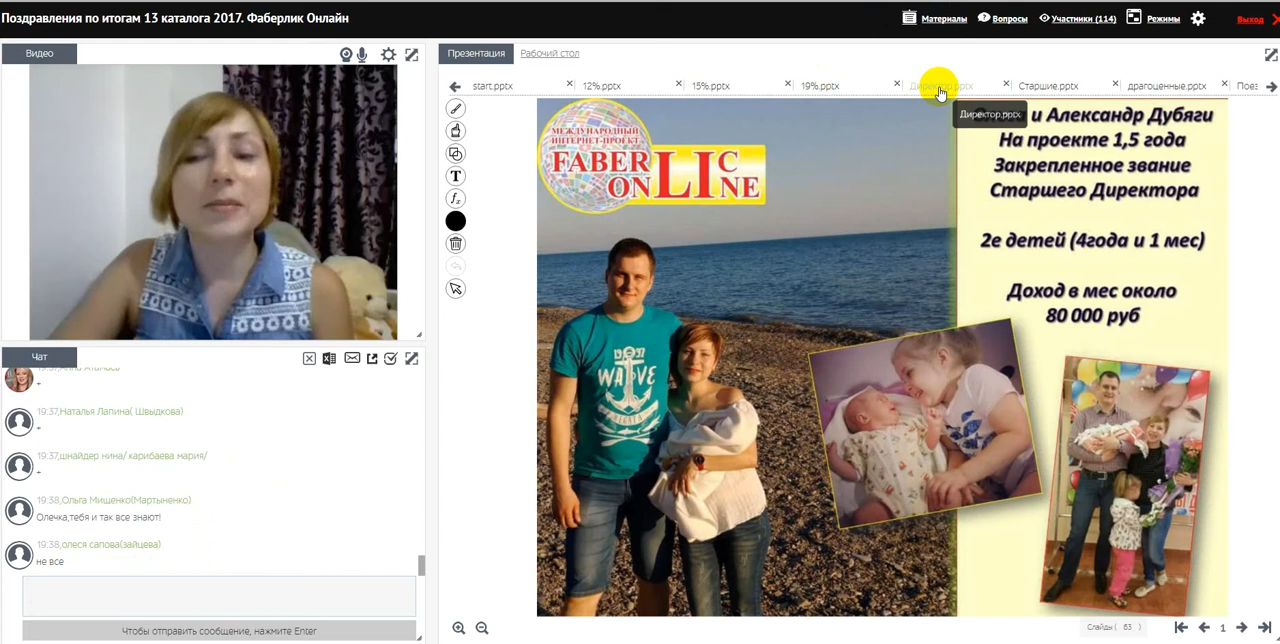 Поздравления по итогам 13 каталога 2017. Фаберлик Онлайн
Материалы
Вопросы
Участники (114)
Режимы
Выход
Видео
Презентация
Рабочий стол
start.pptx
12%.pptx
15%.pptx
19%.pptx
Директор.pptx
Старшие.pptx
драгоценные.pptx
Поез
Директор.pptx
МЕЖДУНАРОДНЫЙ
ИНТЕРНЕТ-ПРОЕКТ
FABERLIC
ONLINE
и Александр Дубяги
На проекте 1,5 года
Закрепленное звание
Старшего Директора
2е детей (4года и 1 мес)
Доход в мес около
80 000 руб
WAVVE
Чат
+
19:37,Наталья Лапина( Швыдкова)
+
19:37,шнайдер нина/ карибаева мария/
+
19:38,Ольга Мищенко(Мартыненко)
Олечка,тебя и так все знают!
19:38,олеся сапова(зайцева)
не все
Чтобы отправить сообщение, нажмите Enter
Слайды ( 63 )
1